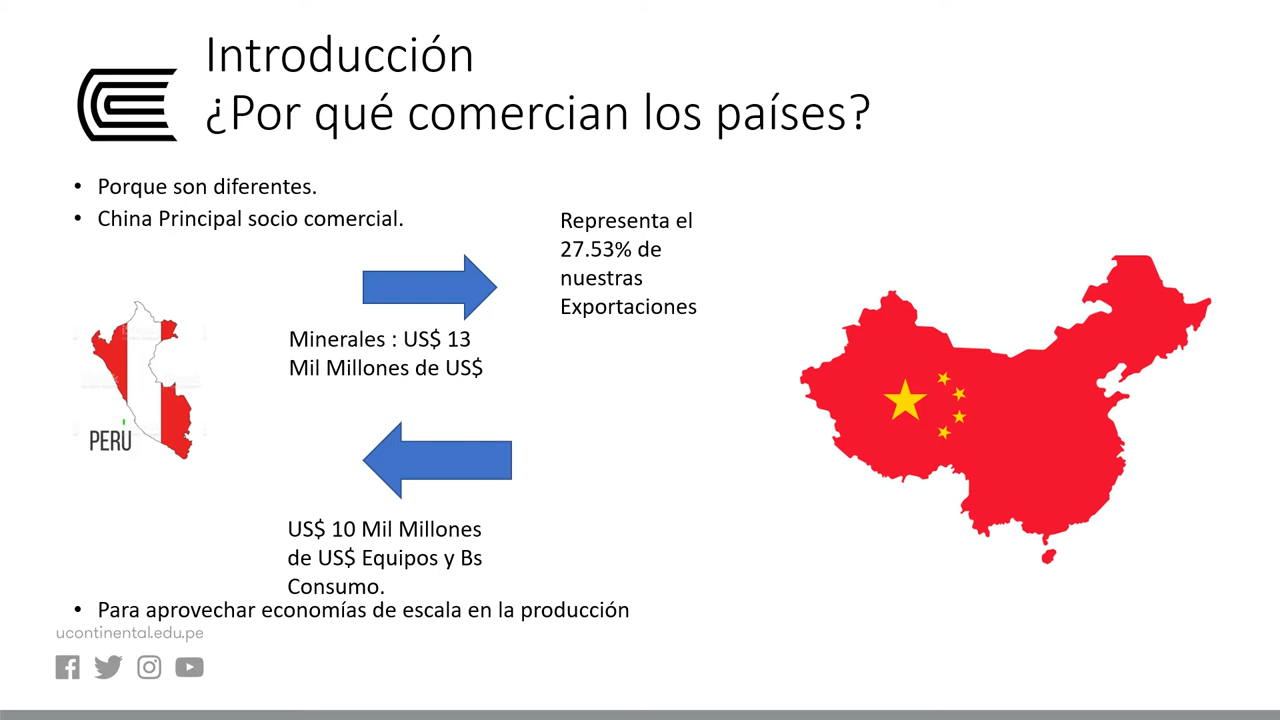 Introducción
¿Por qué comercian los países?
• Porque son diferentes.
• China Principal socio comercial.
Representa el
27.53% de
nuestras
Exportaciones
Minerales : US$ 13
Mil Millones de US$
PERU
US$ 10 Mil Millones
de US$ Equipos y Bs
Consumo.
• Para aprovechar economías de escala en la producción
ucontinental.edu.pe